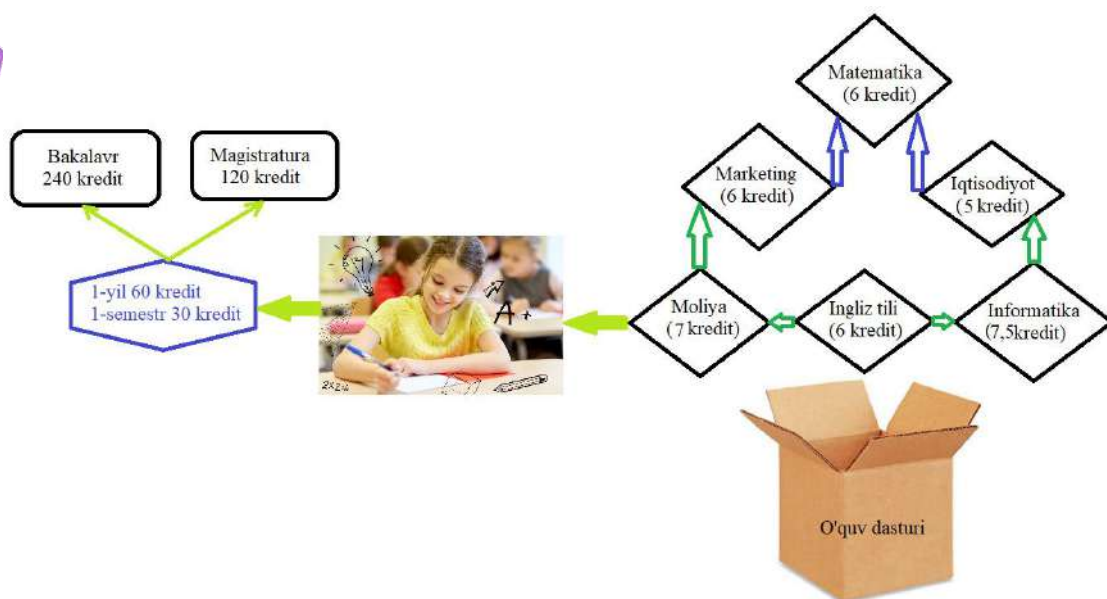 Matematika
(6 kredit)
Bakalavr
240 kredit
Magistratura
120 kredit
Marketing
(6 kredit)
Iqtisodiyot
(5 kredit)
1-yil 60 kredit
1-semestr 30 kredit
A+
2x2=
Moliya
(7 kredit)
Ingliz tili
(6 kredit)
Informatika
(7,5kredit)
O'quv dasturi